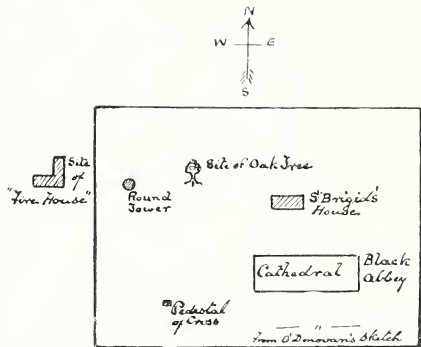 N
W E
S
Site
of
"Fire House"
Round
Tower
Site of Oak Tree
St Brigid's
House
Cathedral
Black
Abbey
Pedestal
of Cross
From O'Donovan's Sketch